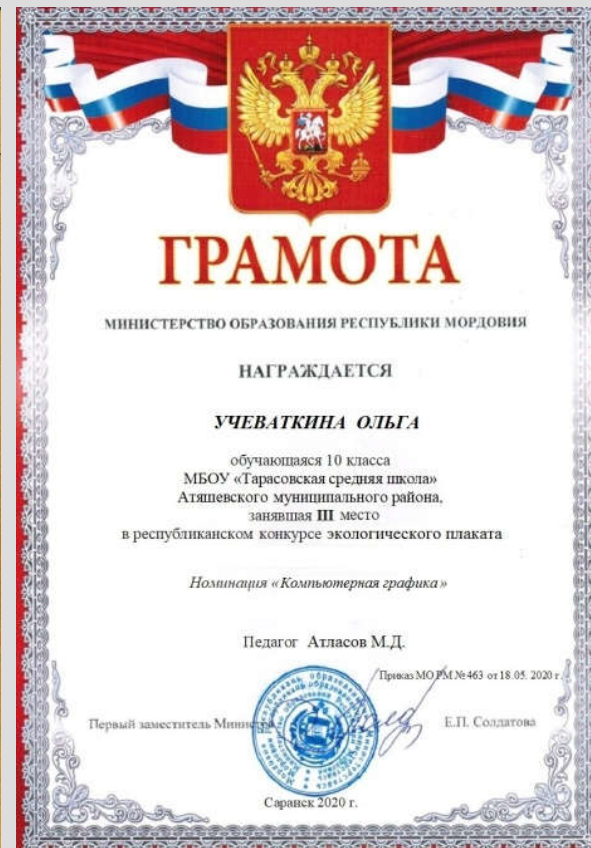 ГРАМОТА
МИНИСТЕРСТВО ОБРАЗОВАНИЯ РЕСПУБЛИКИ МОРДОВИЯ
НАГРАЖДАЕТСЯ
УЧЕВАТКИНА ОЛЬГА
обучающаяся 10 класса
МБОУ «Тарасовская средняя школа»
Атяшевского муниципального района,
занявшая III место
в республиканском конкурсе экологического плаката
Номинация «Компьютерная графика»
Педагог Атласов М.Д.
Приказ МО РМ № 463 от 18.05. 2020 г.
Первый заместитель Е.П. Солдатова
Саранск 2020 г.